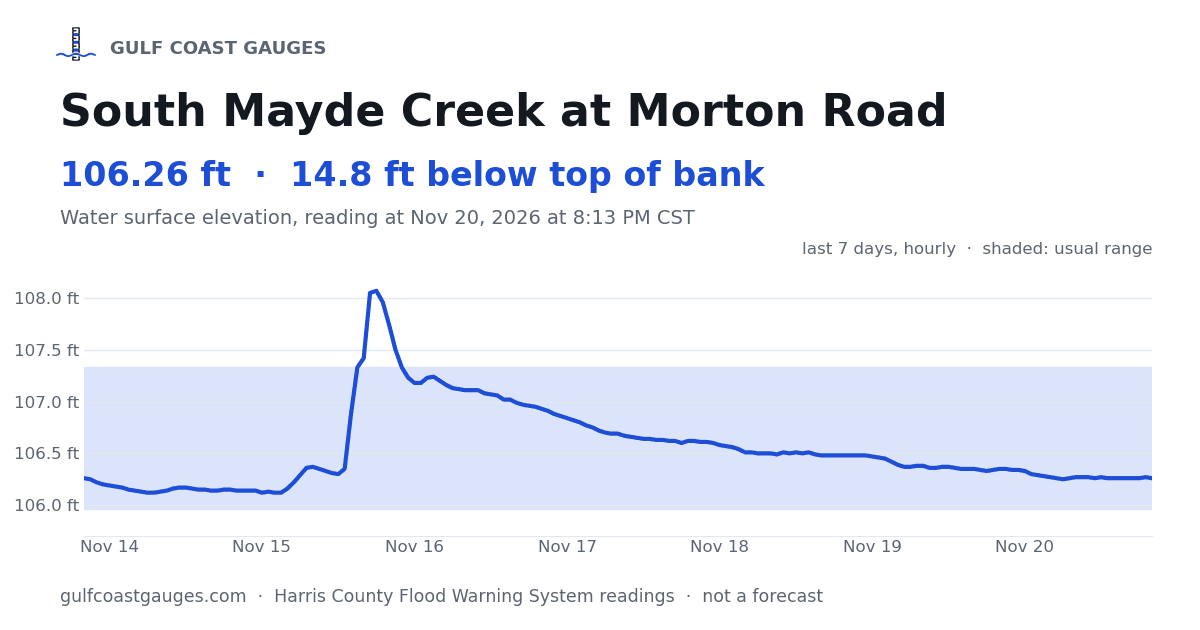 GULF COAST GAUGES
South Mayde Creek at Morton Road
106.26 ft · 14.8 ft below top of bank
Water surface elevation, reading at Nov 20, 2026 at 8:13 PM CST
last 7 days, hourly · shaded: usual range
108.0 ft
107.5 ft
107.0 ft
106.5 ft
106.0 ft
Nov 14 Nov 15 Nov 16 Nov 17 Nov 18 Nov 19 Nov 20
gulfcoastgauges.com · Harris County Flood Warning System readings · not a forecast